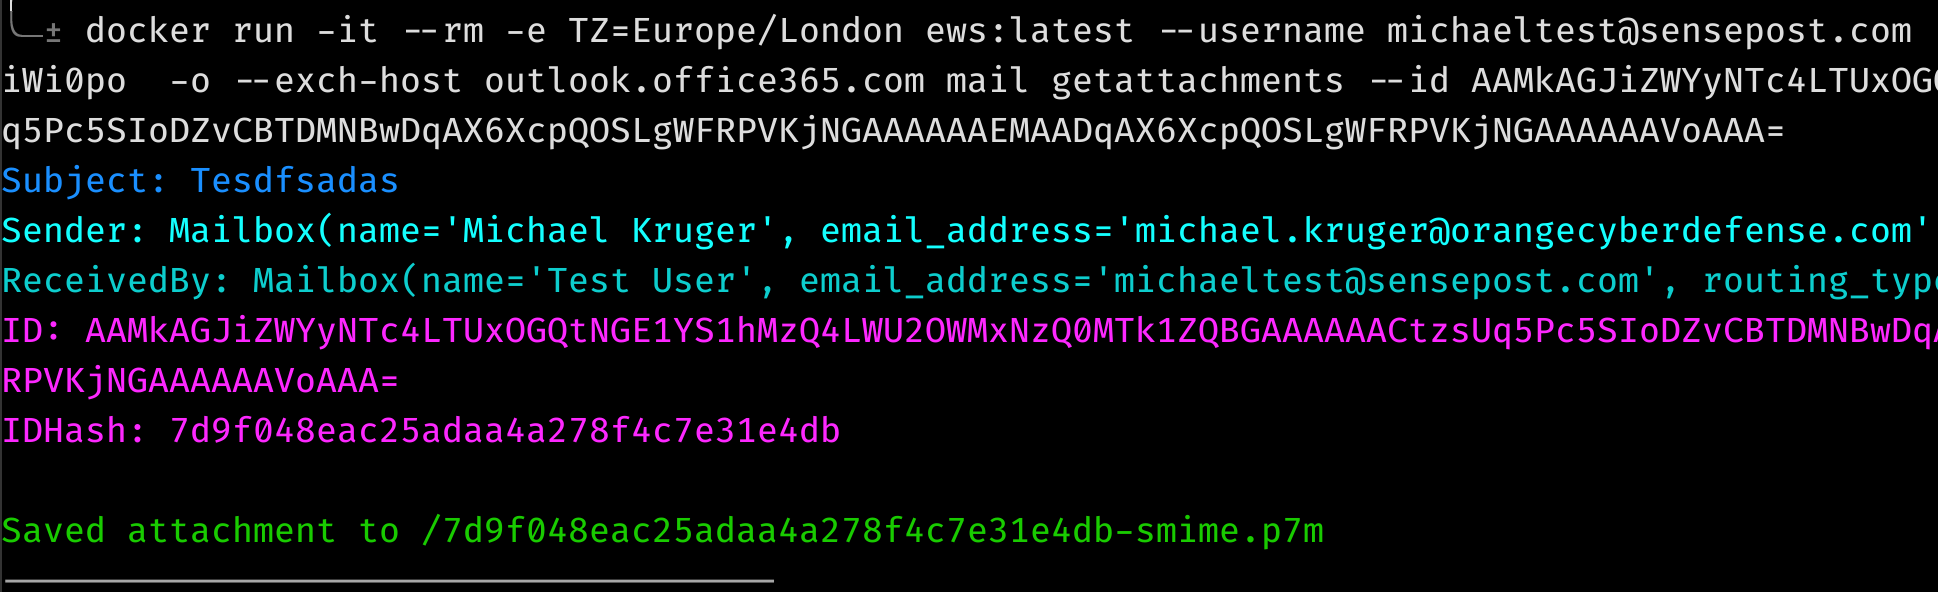 ± docker run -it --rm -e TZ=Europe/London ews:latest --username michaeltest@sensepost.com
iWi0po  -o --exch-host outlook.office365.com mail getattachments --id AAMkAGJiZWYyNTc4LTUxOG
q5Pc5SIoDZvCBTDMNBwDqAX6XcpQOSLgWFRPVKjNGAAAAAAEMAADqAX6XcpQOSLgWFRPVKjNGAAAAAAVoAAA=
Subject: Tesdfsadas
Sender: Mailbox(name='Michael Kruger', email_address='michael.kruger@orangecyberdefense.com'
ReceivedBy: Mailbox(name='Test User', email_address='michaeltest@sensepost.com', routing_type
ID: AAMkAGJiZWYyNTc4LTUxOGQtNGE1YS1hMzQ4LWU2OWMxNzQ0MTk1ZQBGAAAAAACtzsUq5Pc5SIoDZvCBTDMNBwDq
RPVKjNGAAAAAAVoAAA=
IDHash: 7d9f048eac25adaa4a278f4c7e31e4db
Saved attachment to /7d9f048eac25adaa4a278f4c7e31e4db-smime.p7m